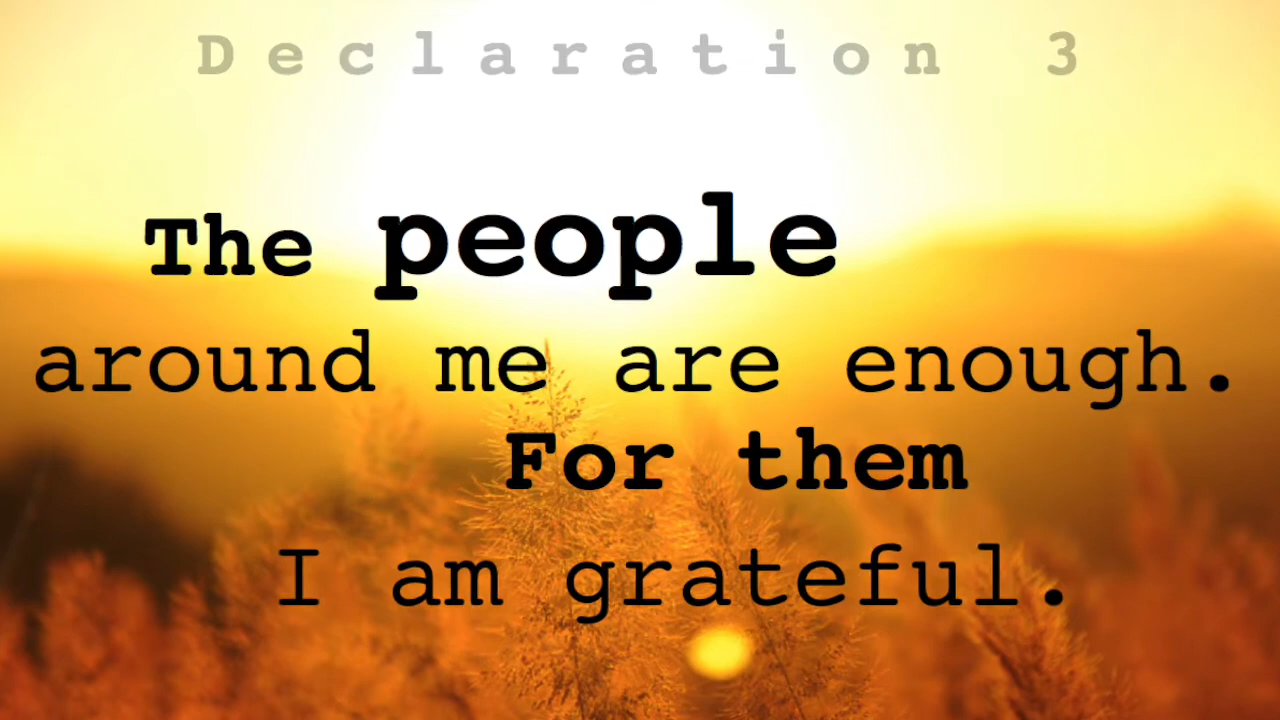 Declaration 3
The people
around me are enough.
For them
I am grateful.